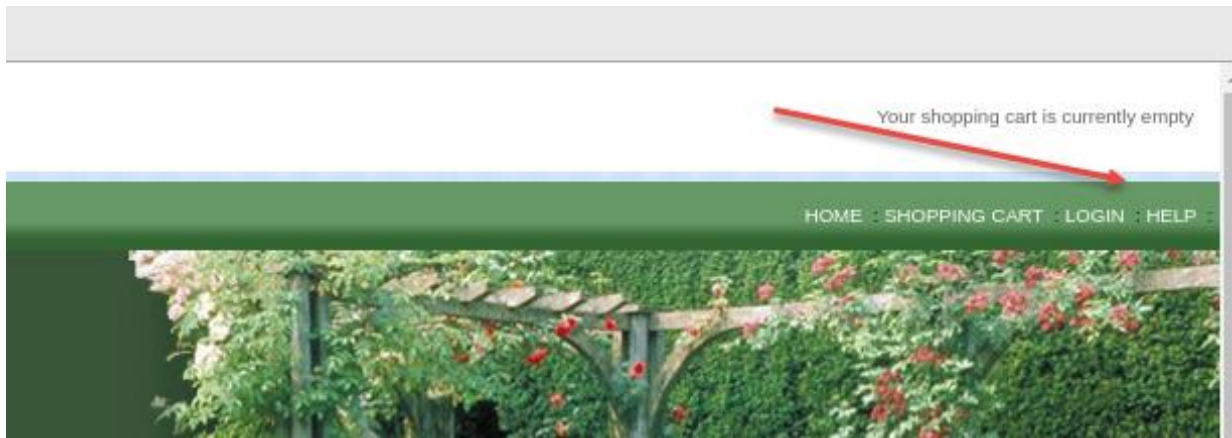 Your shopping cart is currently empty
HOME : SHOPPING CART : LOGIN : HELP :